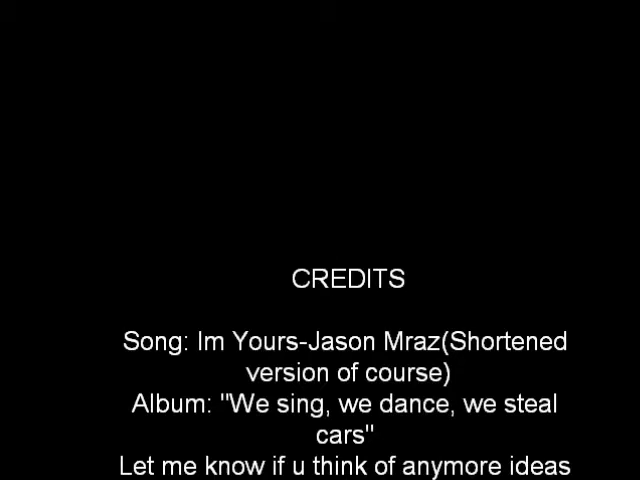 CREDITS
Song: Im Yours-Jason Mraz(Shortened
version of course)
Album: "We sing, we dance, we steal
cars"
Let me know if u think of anymore ideas